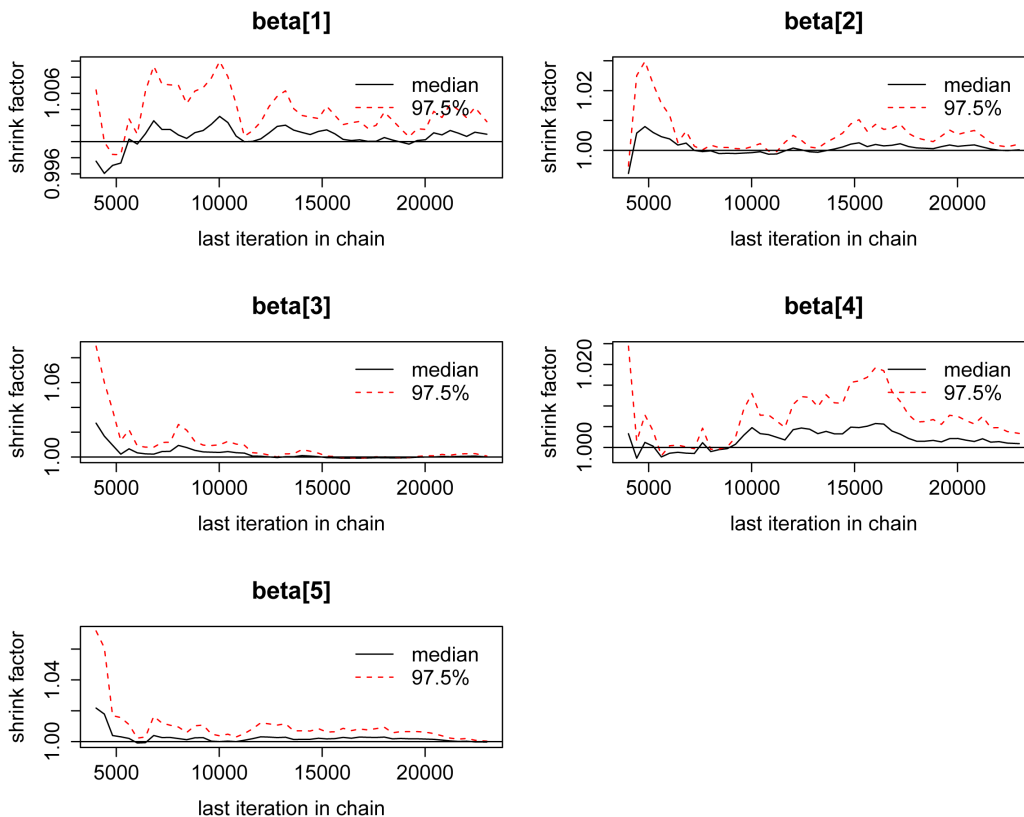 beta[1]
shrink factor
0.996
1.006
median
97.5%
5000
10000
15000
20000
last iteration in chain
beta[2]
shrink factor
1.00
1.02
median
97.5%
5000
10000
15000
20000
last iteration in chain
beta[3]
shrink factor
1.00
1.06
median
97.5%
5000
10000
15000
20000
last iteration in chain
beta[4]
shrink factor
1.000
1.020
median
97.5%
5000
10000
15000
20000
last iteration in chain
beta[5]
shrink factor
1.00
1.04
median
97.5%
5000
10000
15000
20000
last iteration in chain